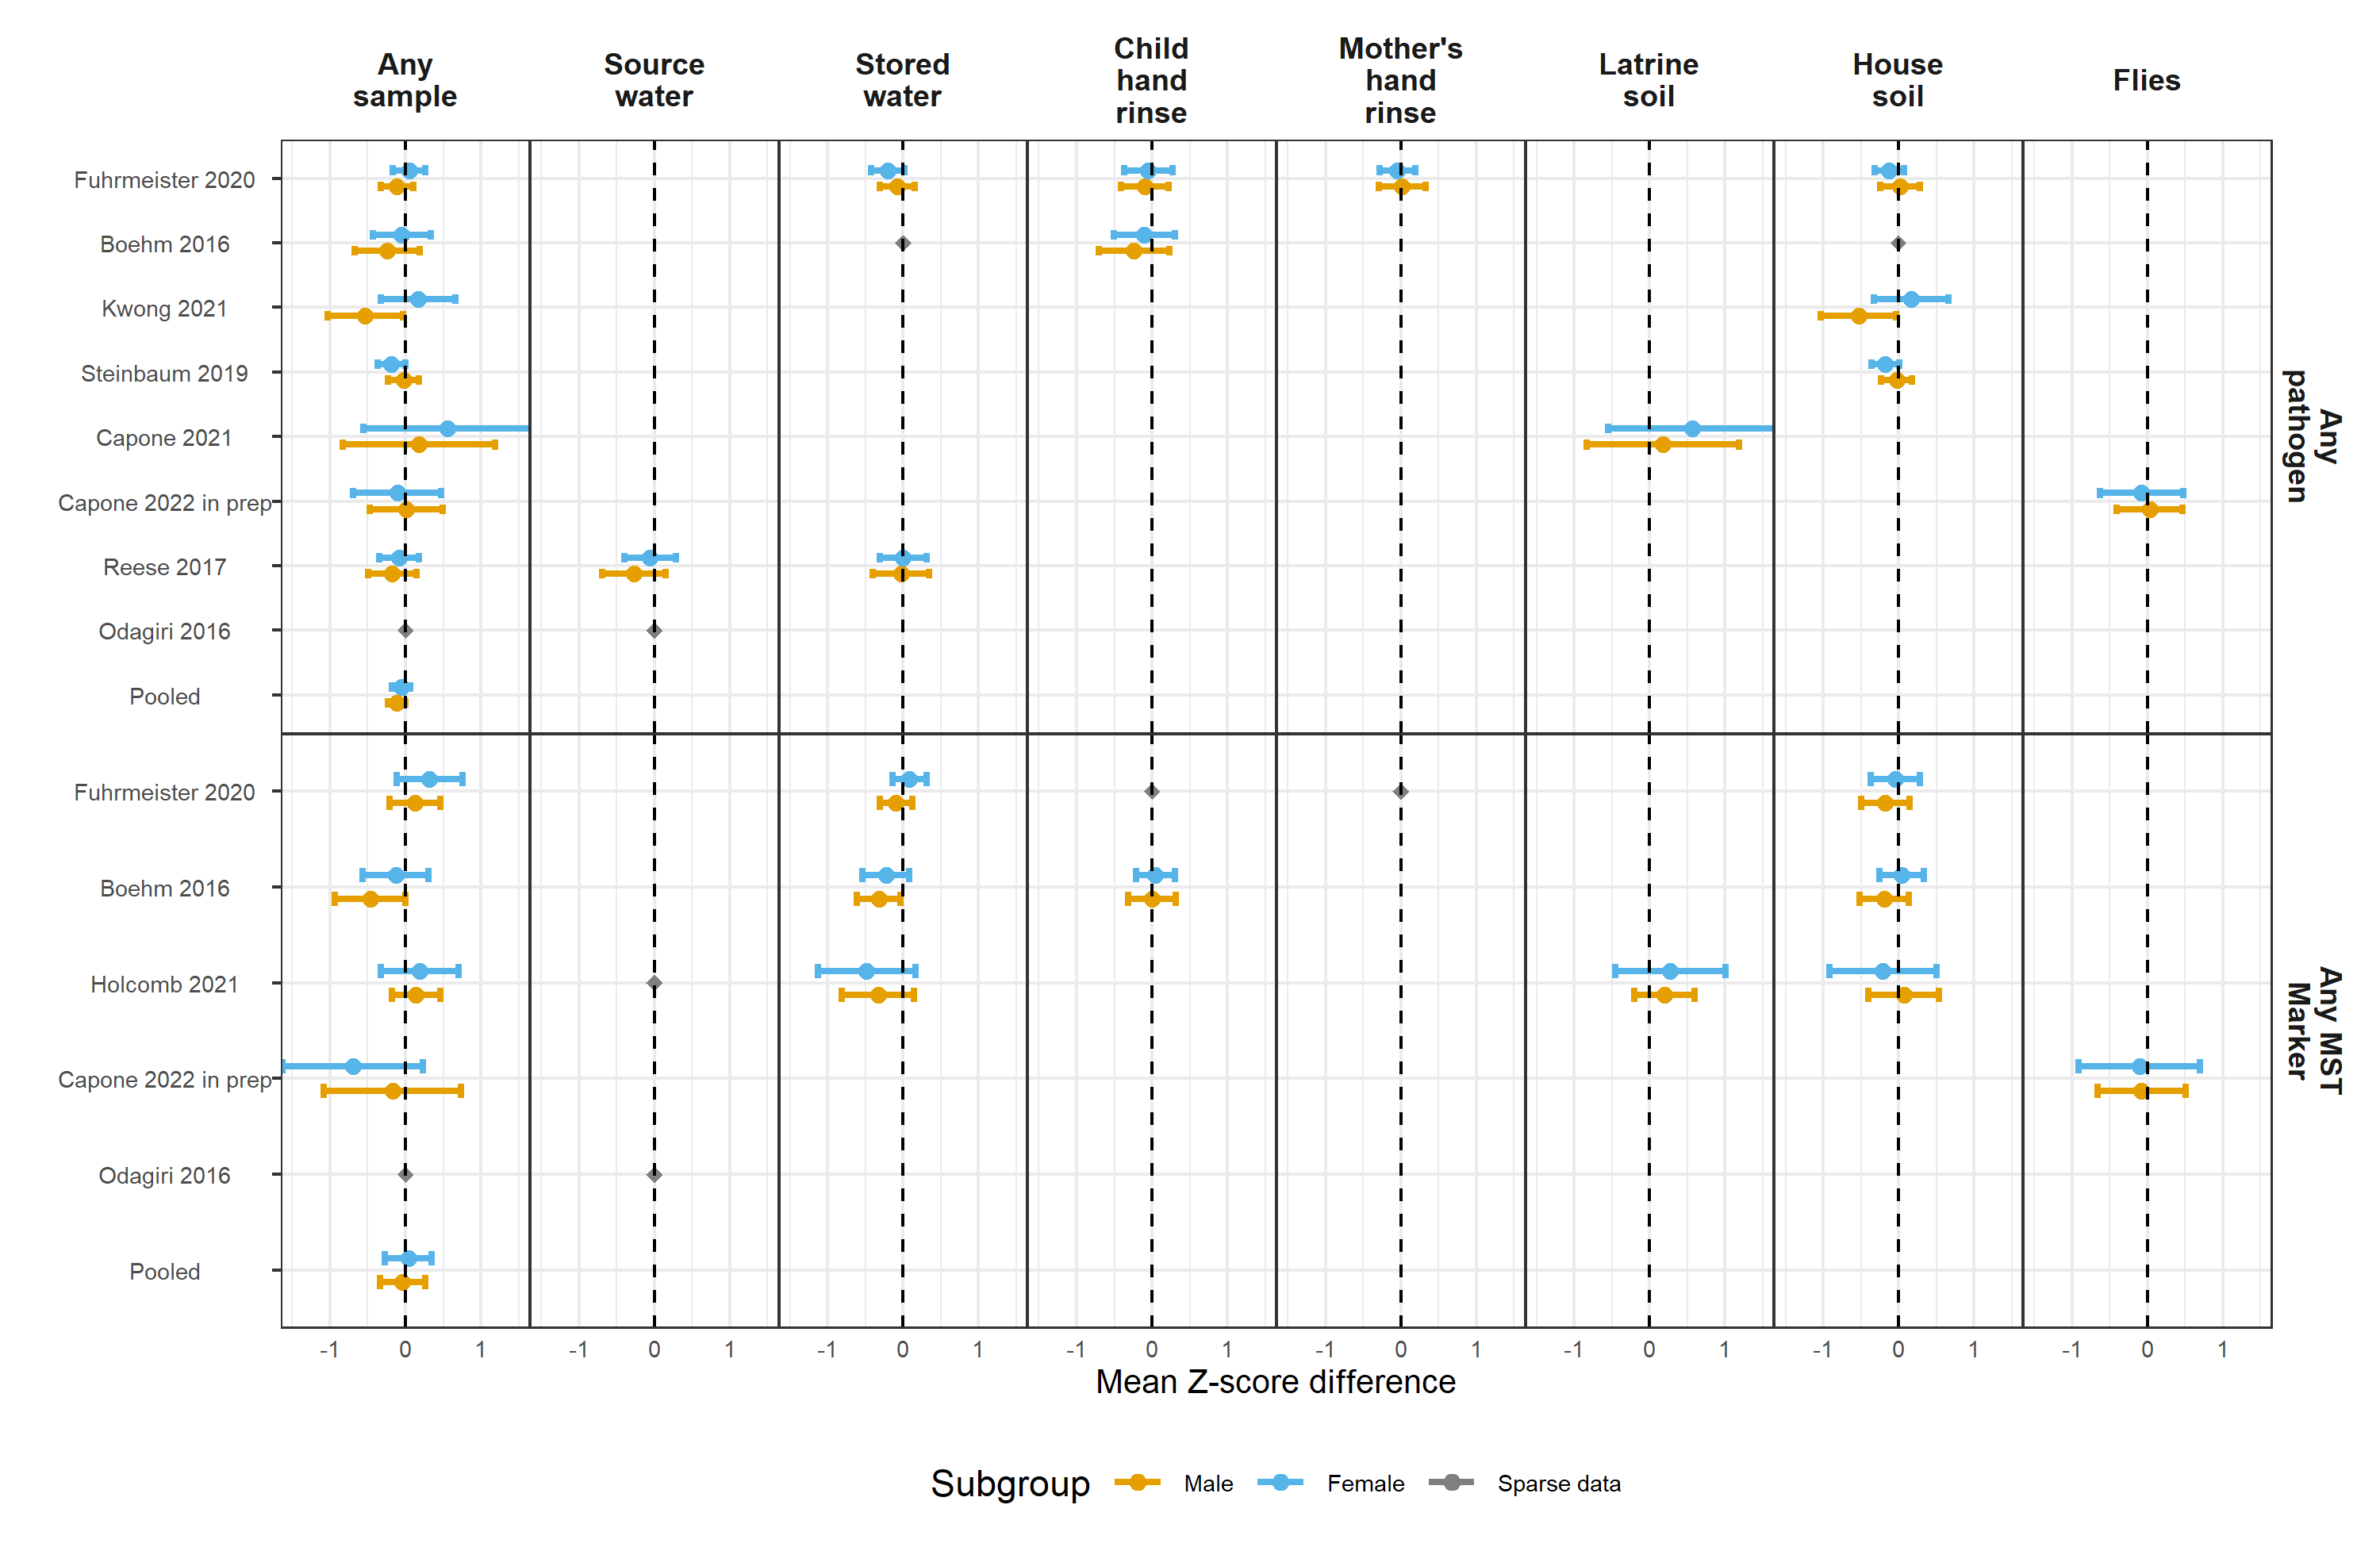 Any
sample
Source
water
Stored
water
Child
hand
rinse
Mother's
hand
rinse
Latrine
soil
House
soil
Flies
Fuhrmeister 2020
Boehm 2016
Kwong 2021
Steinbaum 2019
Capone 2021
Capone 2022 in prep
Reese 2017
Odagiri 2016
Pooled
Any
pathogen
Fuhrmeister 2020
Boehm 2016
Holcomb 2021
Capone 2022 in prep
Odagiri 2016
Pooled
Any MST
Marker
-1 0 1 -1 0 1 -1 0 1 -1 0 1 -1 0 1 -1 0 1 -1 0 1 -1 0 1
Mean Z-score difference
Subgroup Male Female Sparse data